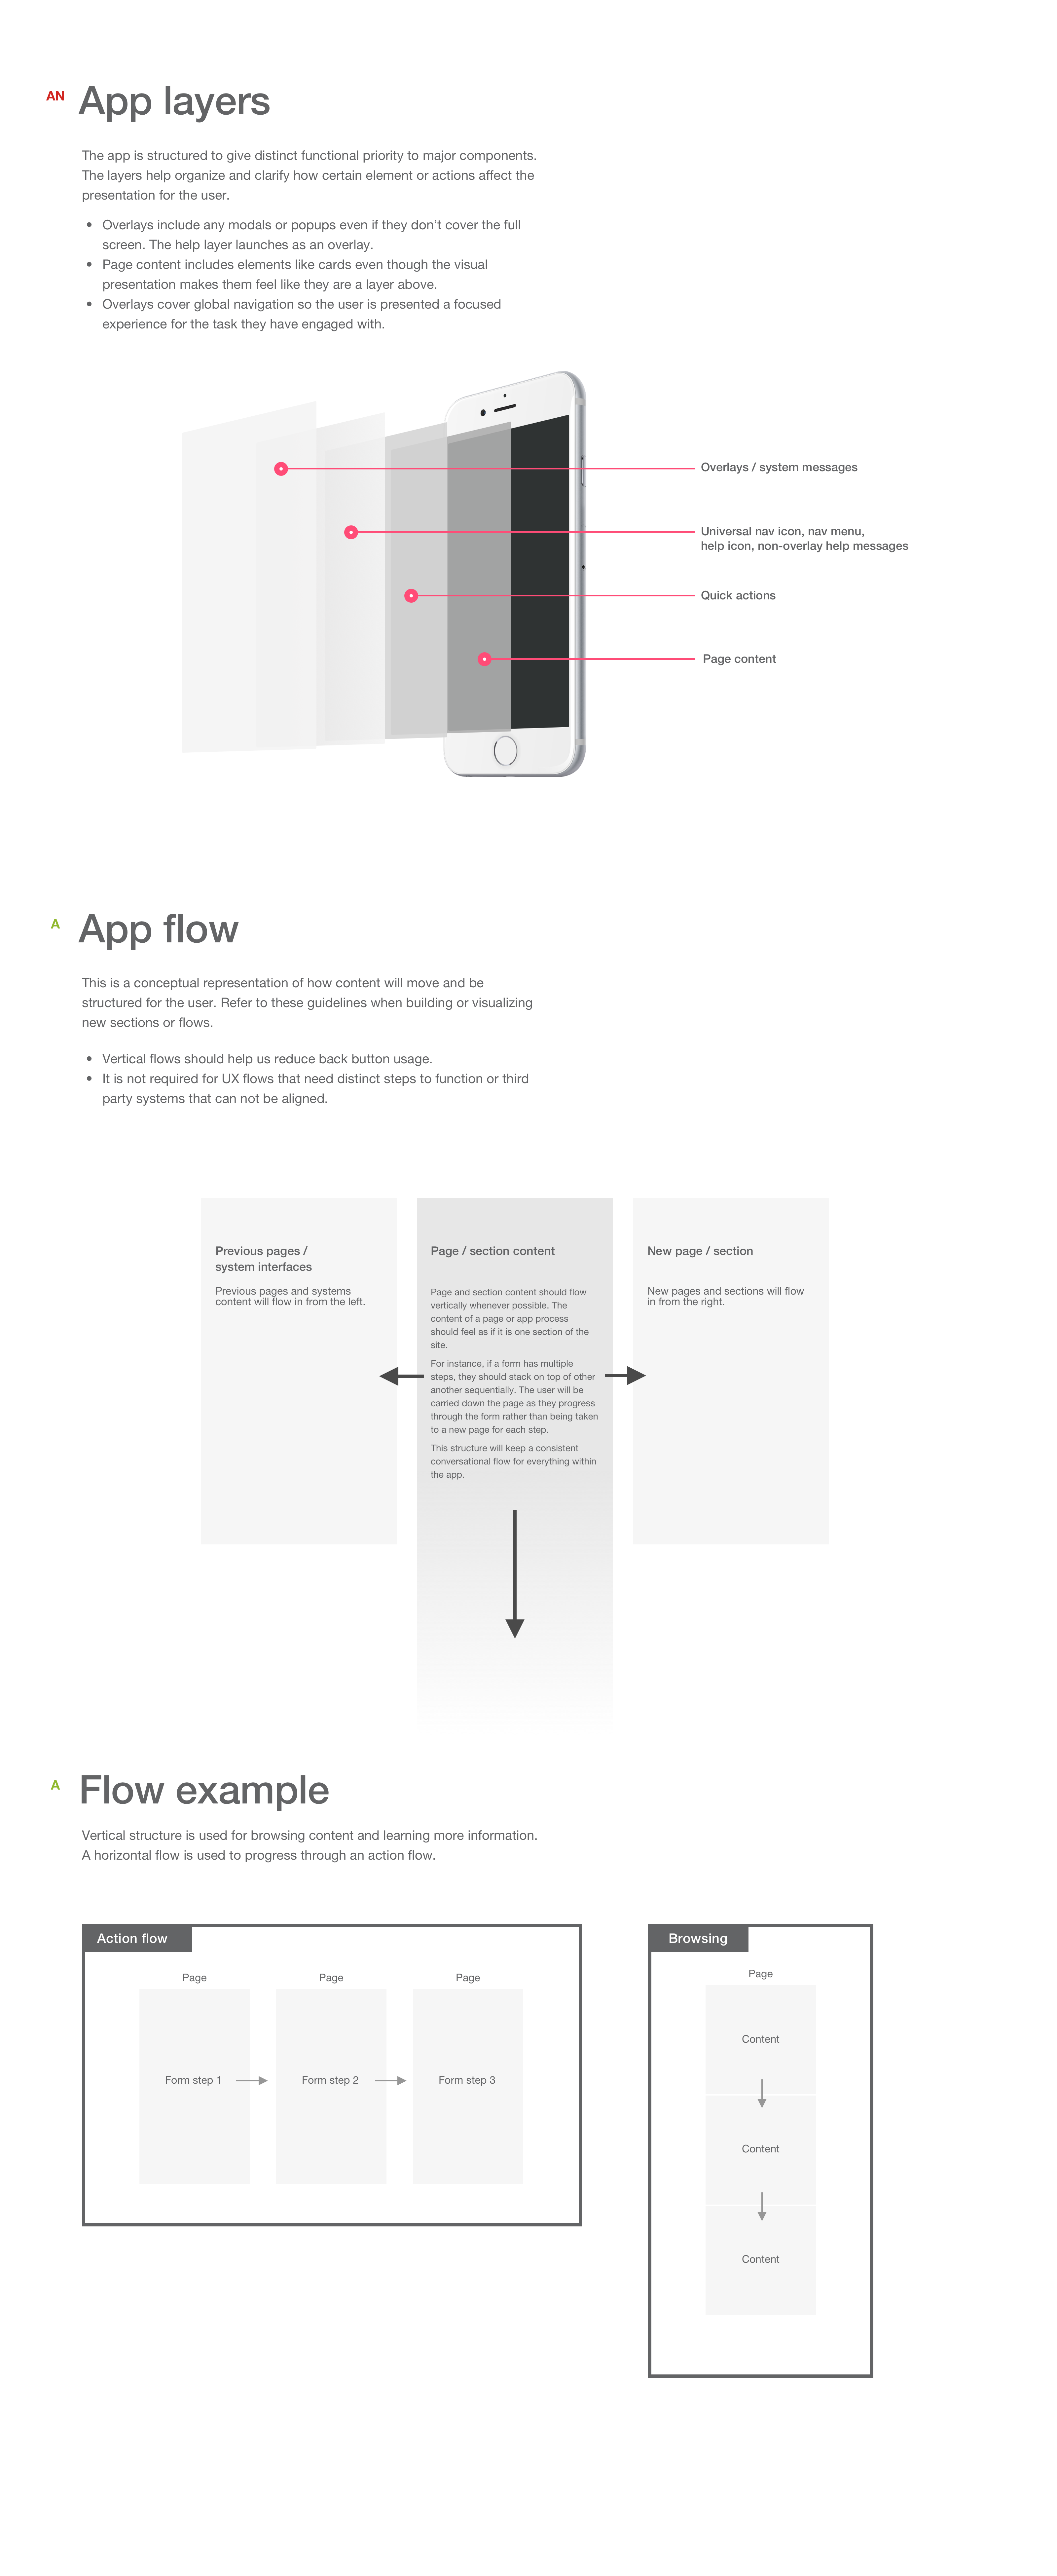 AN
App layers
The app is structured to give distinct functional priority to major components.
The layers help organize and clarify how certain element or actions affect the
presentation for the user.
• Overlays include any modals or popups even if they don’t cover the full
screen. The help layer launches as an overlay.
• Page content includes elements like cards even though the visual
presentation makes them feel like they are a layer above.
• Overlays cover global navigation so the user is presented a focused
experience for the task they have engaged with.
Overlays / system messages
Universal nav icon, nav menu,
help icon, non-overlay help messages
Quick actions
Page content
A
App flow
This is a conceptual representation of how content will move and be
structured for the user. Refer to these guidelines when building or visualizing
new sections or flows.
• Vertical flows should help us reduce back button usage.
• It is not required for UX flows that need distinct steps to function or third
party systems that can not be aligned.
Previous pages /
system interfaces
Previous pages and systems
content will flow in from the left.
Page / section content
Page and section content should flow
vertically whenever possible. The
content of a page or app process
should feel as if it is one section of the
site.
For instance, if a form has multiple
steps, they should stack on top of other
another sequentially. The user will be
carried down the page as they progress
through the form rather than being taken
to a new page for each step.
This structure will keep a consistent
conversational flow for everything within
the app.
New page / section
New pages and sections will flow
in from the right.
A
Flow example
Vertical structure is used for browsing content and learning more information.
A horizontal flow is used to progress through an action flow.
Action flow
Page
Page
Page
Form step 1
Form step 2
Form step 3
Browsing
Page
Content
Content
Content